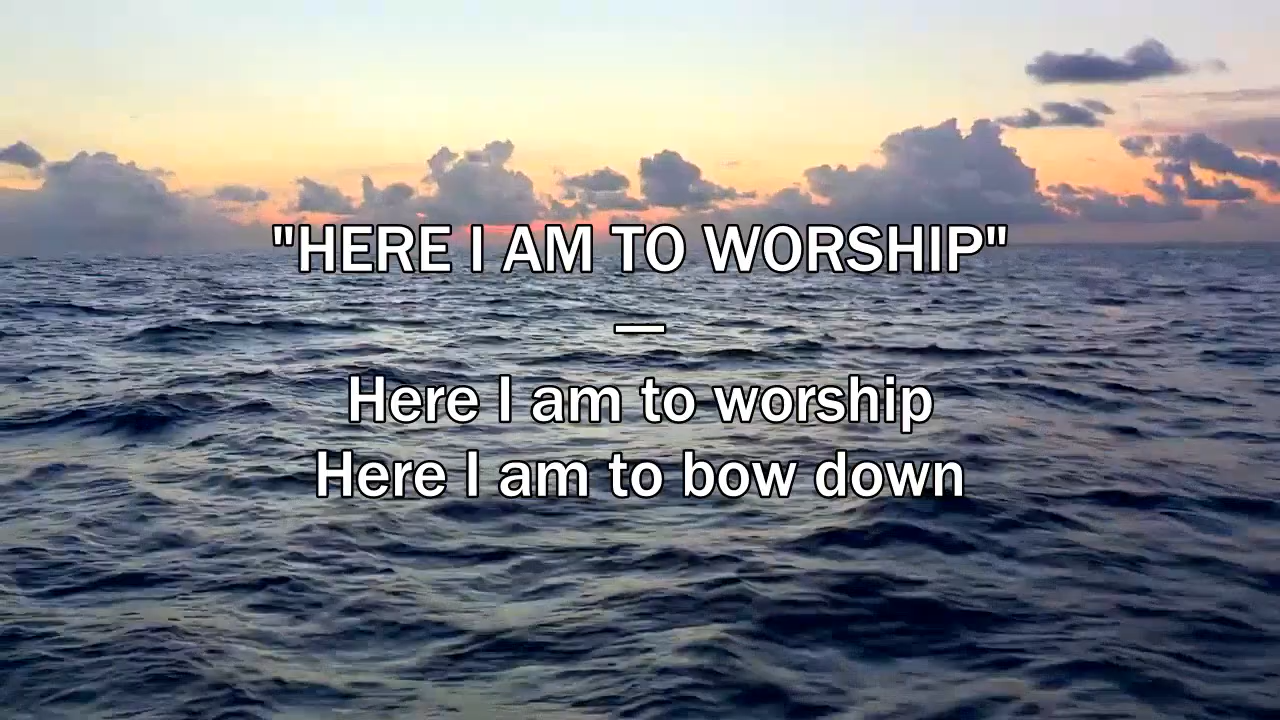 "HERE I AM TO WORSHIP"
—
Here I am to worship
Here I am to bow down